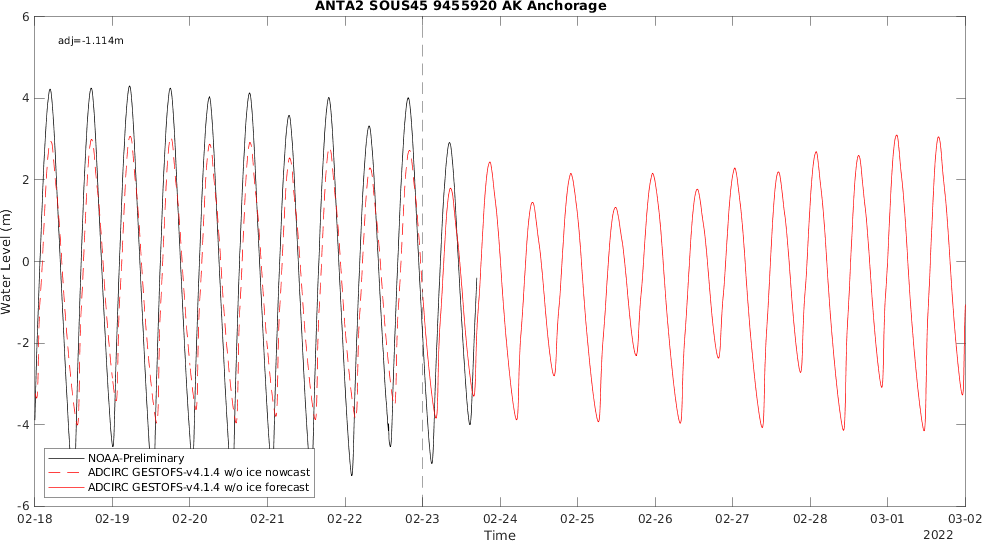 ANTA2 SOUS45 9455920 AK Anchorage
adj=-1.114m
6
4
2
0
-2
-4
-6
Water Level (m)
NOAA-Preliminary
ADCIRC GESTOFS-v4.1.4 w/o ice nowcast
ADCIRC GESTOFS-v4.1.4 w/o ice forecast
02-18 02-19 02-20 02-21 02-22 02-23 02-24 02-25 02-26 02-27 02-28 03-01 03-02
Time
2022